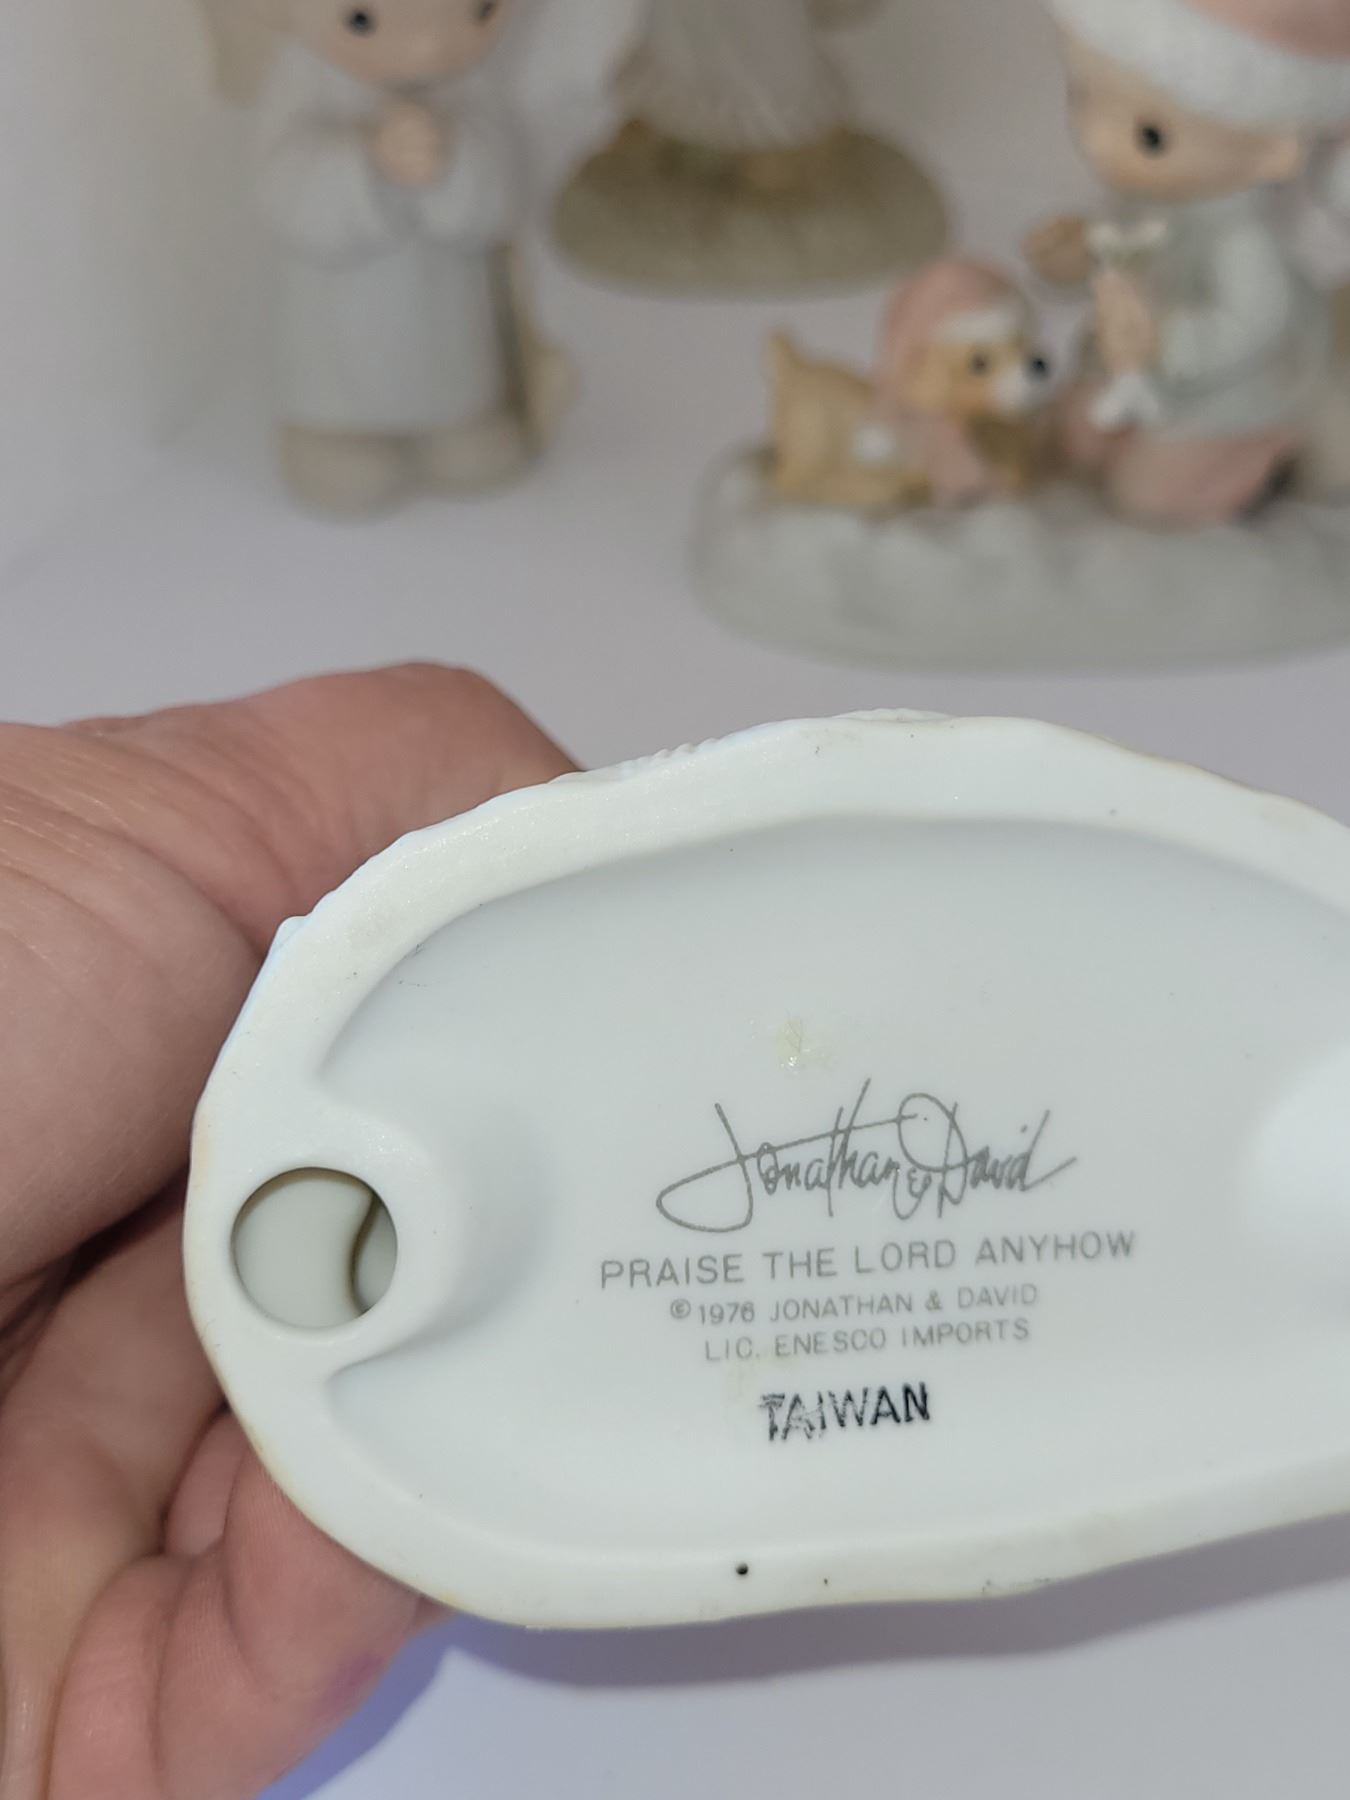 Jonathan & David
PRAISE THE LORD ANYHOW
©1976 JONATHAN & DAVID
LIC. ENESCO IMPORTS
TAIWAN